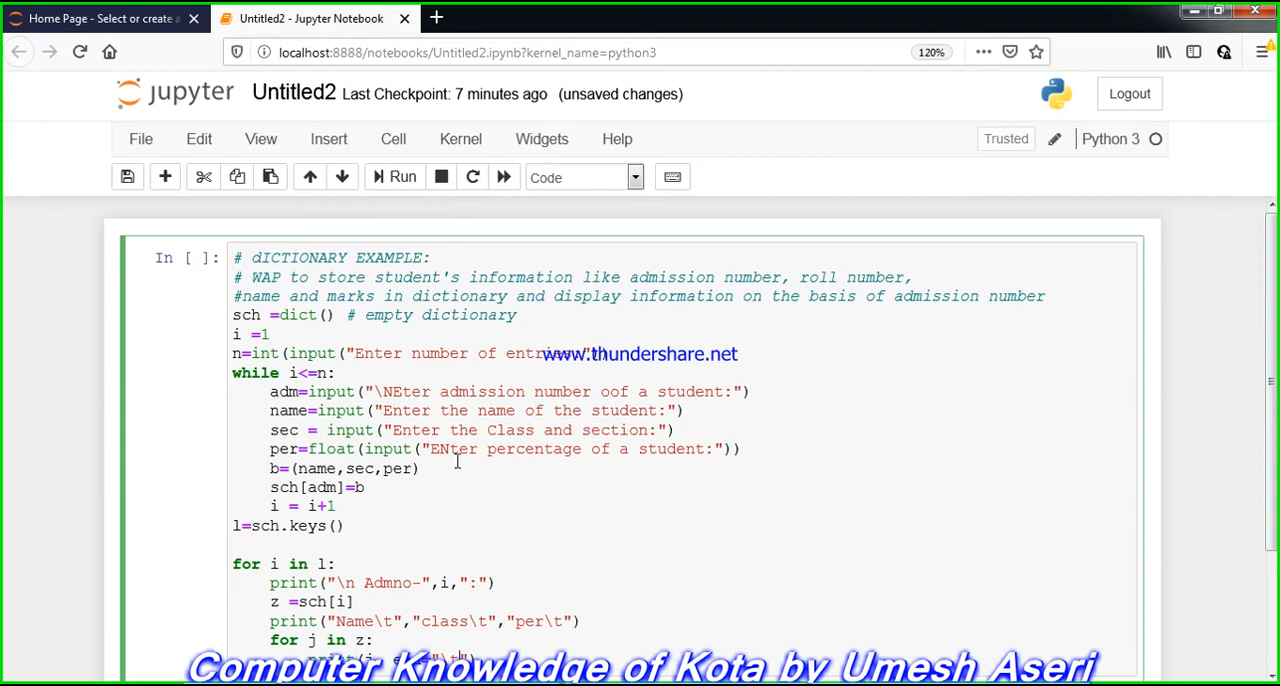 Home Page - Select or create a
Untitled2 - Jupyter Notebook
localhost:8888/notebooks/Untitled2.ipynb?kernel_name=python3
120%
jupyter Untitled2 Last Checkpoint: 7 minutes ago (unsaved changes)
Logout
File Edit View Insert Cell Kernel Widgets Help
Trusted
Python 3
Run
Code
In [ ]:
# dICTIONARY EXAMPLE:
# WAP to store student's information like admission number, roll number,
#name and marks in dictionary and display information on the basis of admission number
sch =dict() # empty dictionary
i =1
n=int(input("Enter number of entries:"))
www.thundershare.net
while i<=n:
adm=input("\NEter admission number oof a student:")
name=input("Enter the name of the student:")
sec = input("Enter the Class and section:")
per=float(input("ENter percentage of a student:"))
b=(name,sec,per)
sch[adm]=b
i = i+1
l=sch.keys()
for i in l:
print("\n Admno-",i,":")
z =sch[i]
print("Name\t","class\t","per\t")
for j in z:
Computer Knowledge of Kota by Umesh Aseri